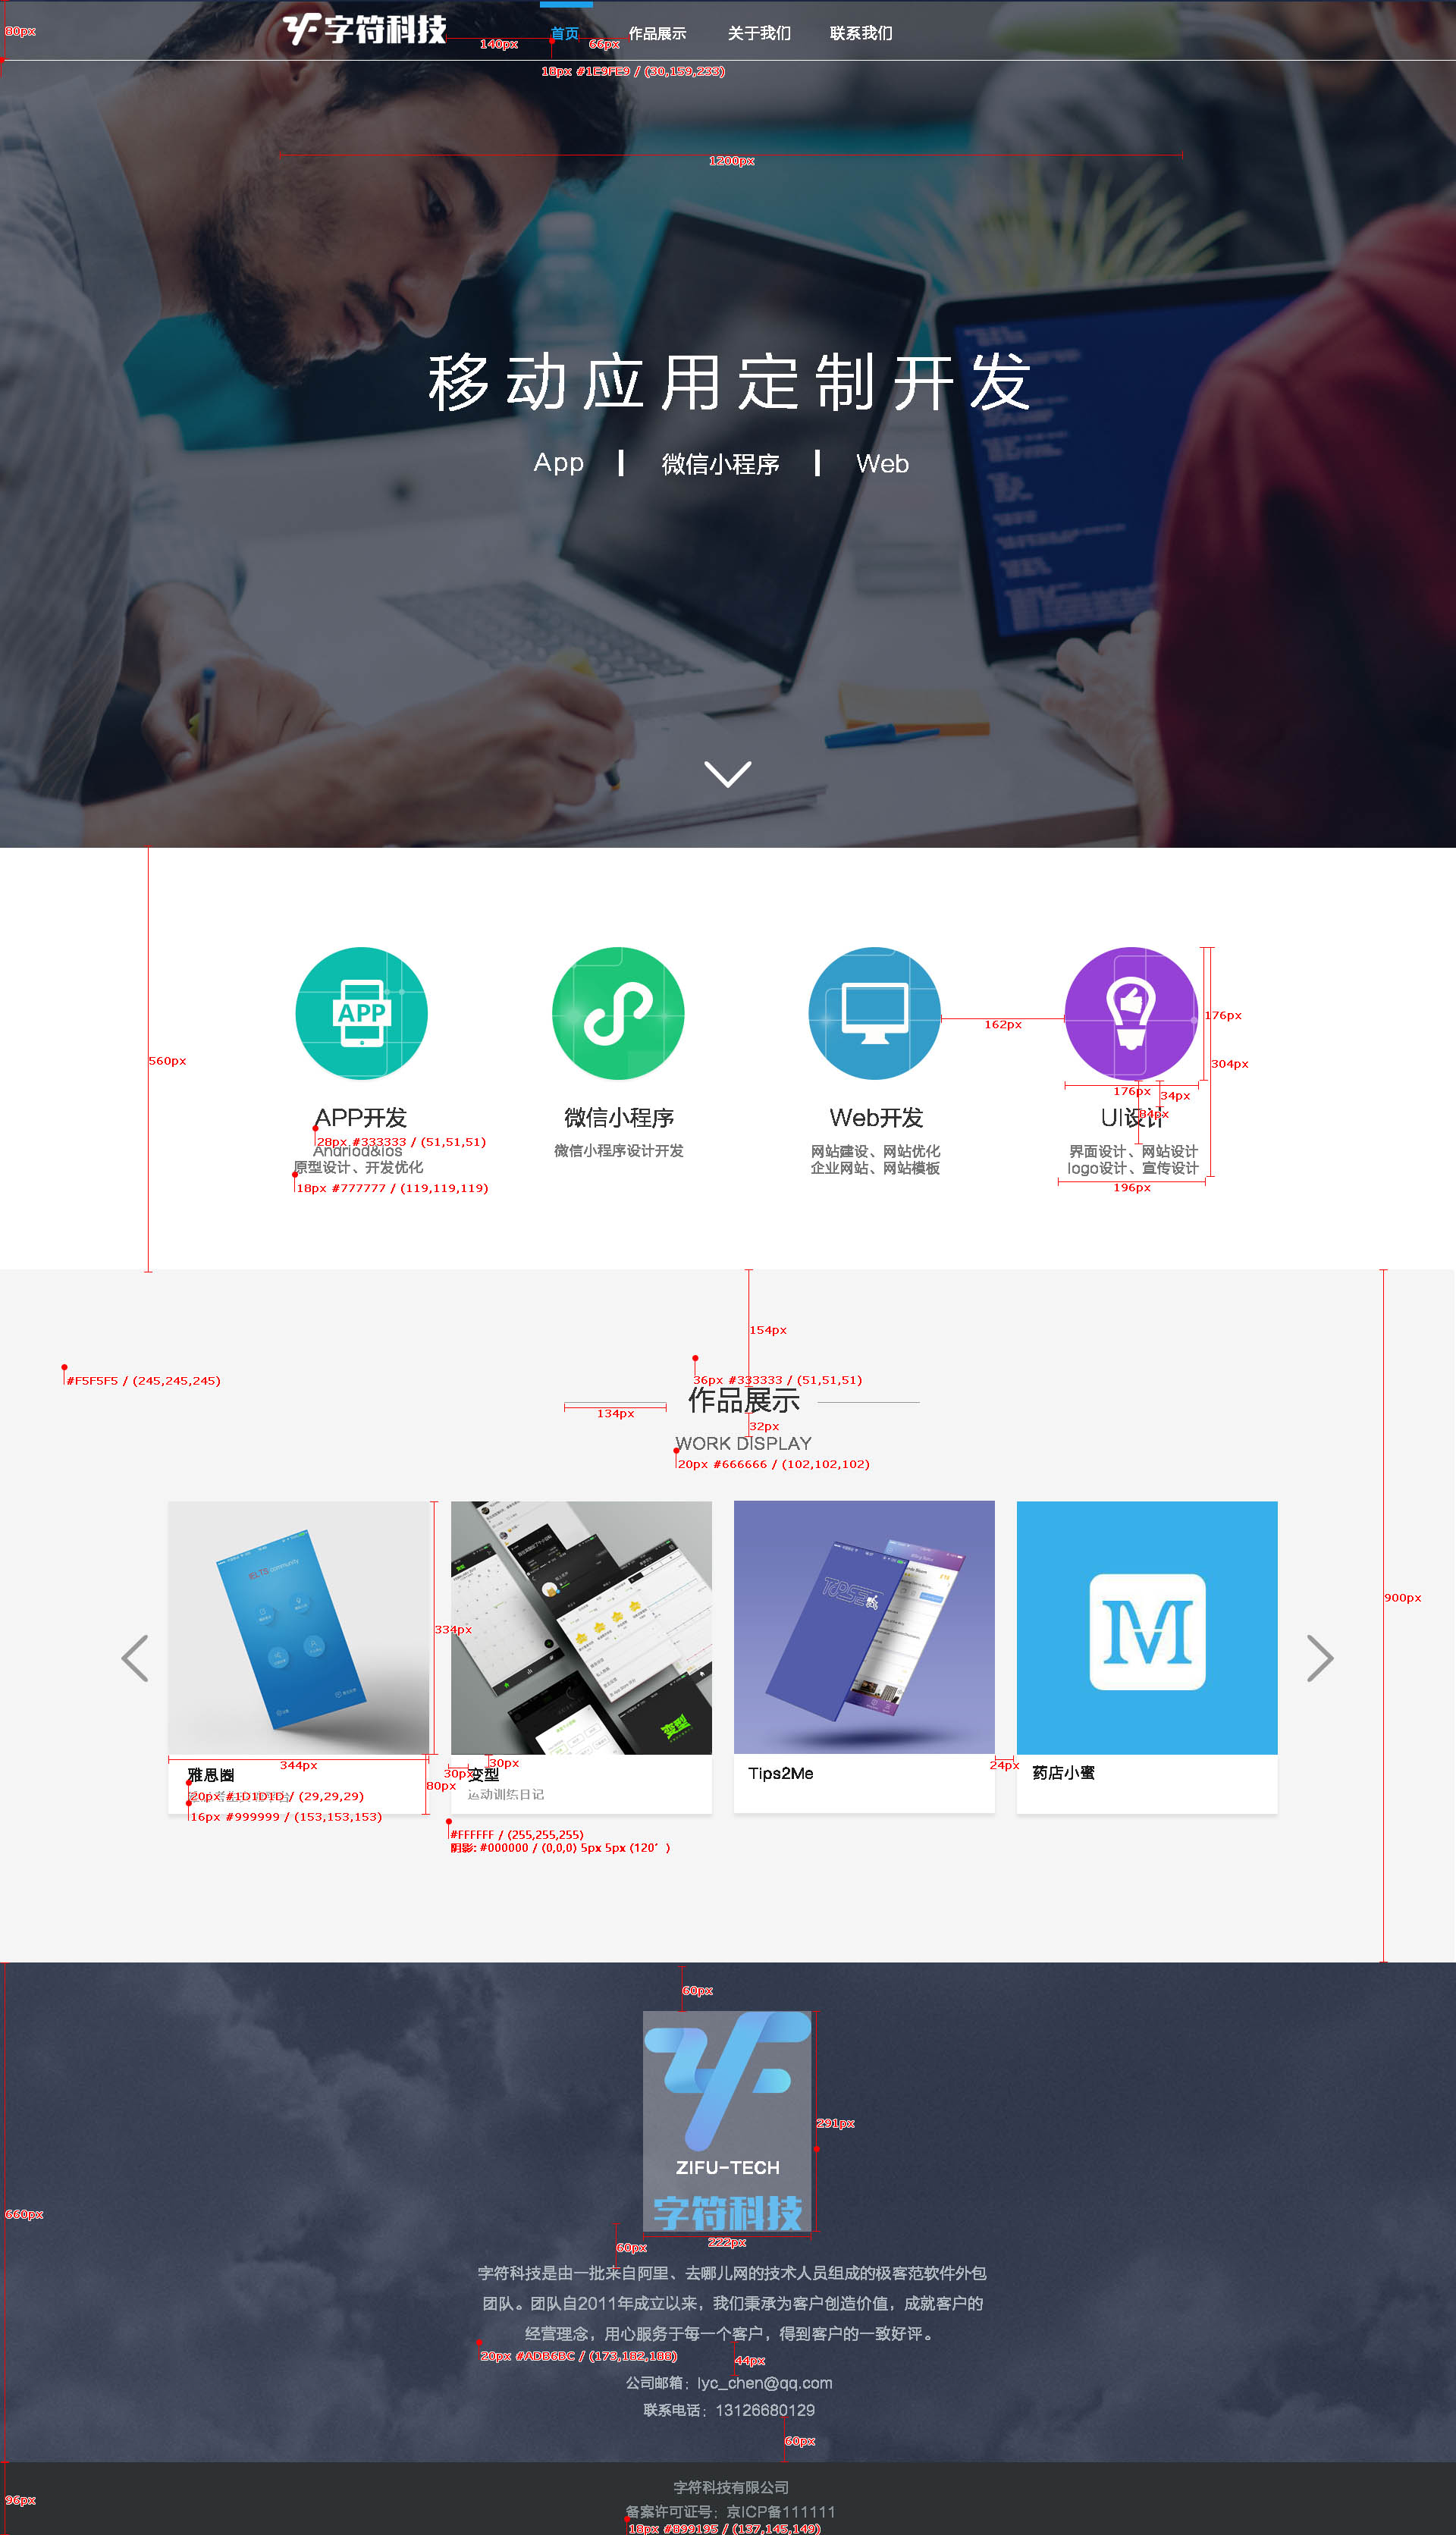 80px
字符科技
首页
作品展示
关于我们
联系我们
140px
66px
18px #1E9FE9 / (30,159,233)
1200px
移动应用定制开发
App
微信小程序
Web
560px
APP
162px
176px
304px
176px
34px
84px
APP开发
微信小程序
Web开发
UI设计
28px #333333 / (51,51,51)
Andriod&ios
原型设计、开发优化
微信小程序设计开发
网站建设、网站优化
企业网站、网站模板
界面设计、网站设计
logo设计、宣传设计
18px #777777 / (119,119,119)
196px
154px
#F5F5F5 / (245,245,245)
36px #333333 / (51,51,51)
作品展示
134px
32px
WORK DISPLAY
20px #666666 / (102,102,102)
900px
IELTS community
334px
变型
344px
30px
30px
80px
24px
雅思圈
变型
运动训练日记
Tips2Me
药店小蜜
20px #1D1D1D / (29,29,29)
16px #999999 / (153,153,153)
#FFFFFF / (255,255,255)
阴影: #000000 / (0,0,0) 5px 5px (120′)
60px
291px
ZIFU-TECH
字符科技
660px
222px
60px
字符科技是由一批来自阿里、去哪儿网的技术人员组成的极客范软件外包
团队。团队自2011年成立以来，我们秉承为客户创造价值，成就客户的
经营理念，用心服务于每一个客户，得到客户的一致好评。
20px #ADB6BC / (173,182,188)
44px
公司邮箱：lyc_chen@qq.com
联系电话：13126680129
60px
96px
字符科技有限公司
备案许可证号：京ICP备111111
18px #899195 / (137,145,149)